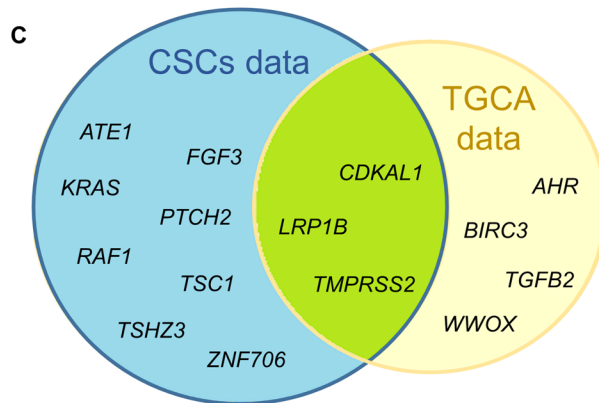 C
CSCs data
TGCA
data
ATE1
FGF3
KRAS
PTCH2
RAF1
TSC1
TSHZ3
ZNF706
CDKAL1
LRP1B
TMPRSS2
AHR
BIRC3
TGFB2
WWOX